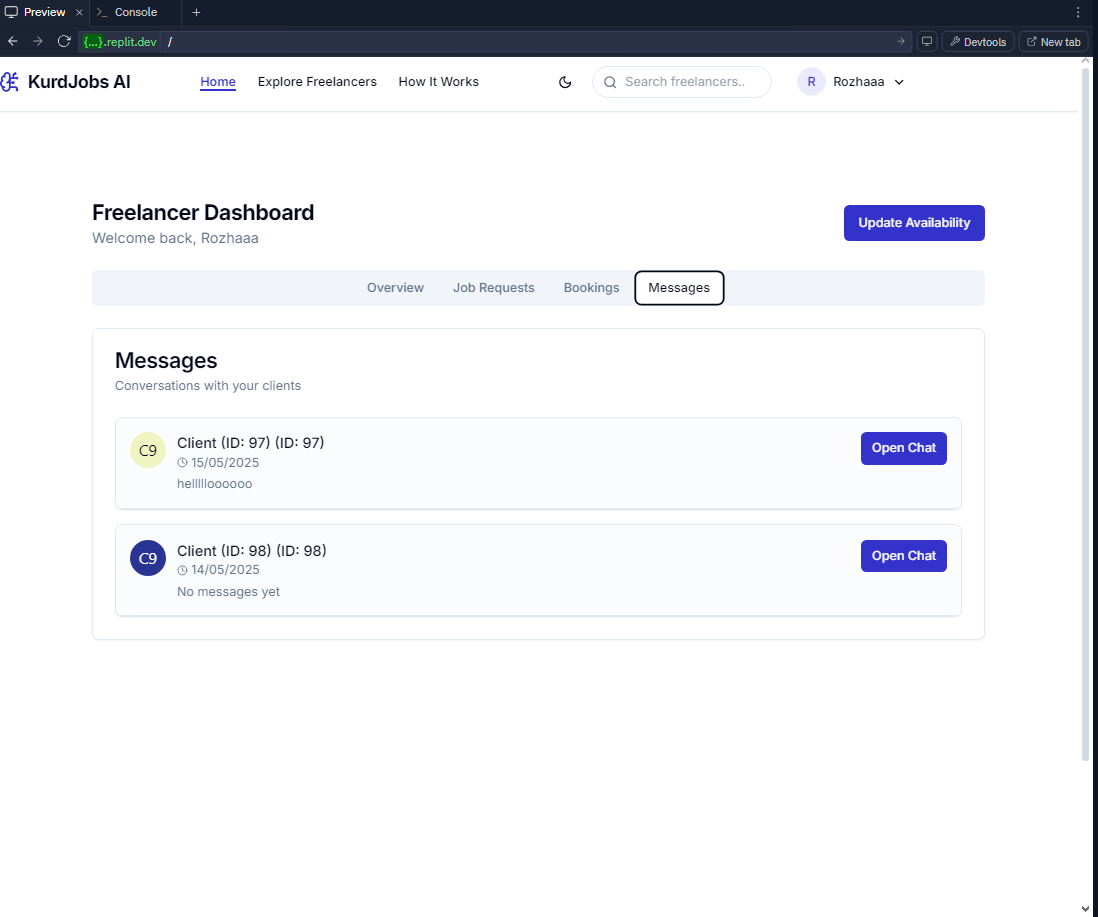 Preview
Console
{...}.replit.dev /
Devtools
New tab
KurdJobs AI
Home
Explore Freelancers
How It Works
Search freelancers..
R
Rozhaaa
Freelancer Dashboard
Welcome back, Rozhaaa
Update Availability
Overview
Job Requests
Bookings
Messages
Messages
Conversations with your clients
C9
Client (ID: 97) (ID: 97)
15/05/2025
hellllloooooo
Open Chat
C9
Client (ID: 98) (ID: 98)
14/05/2025
No messages yet
Open Chat